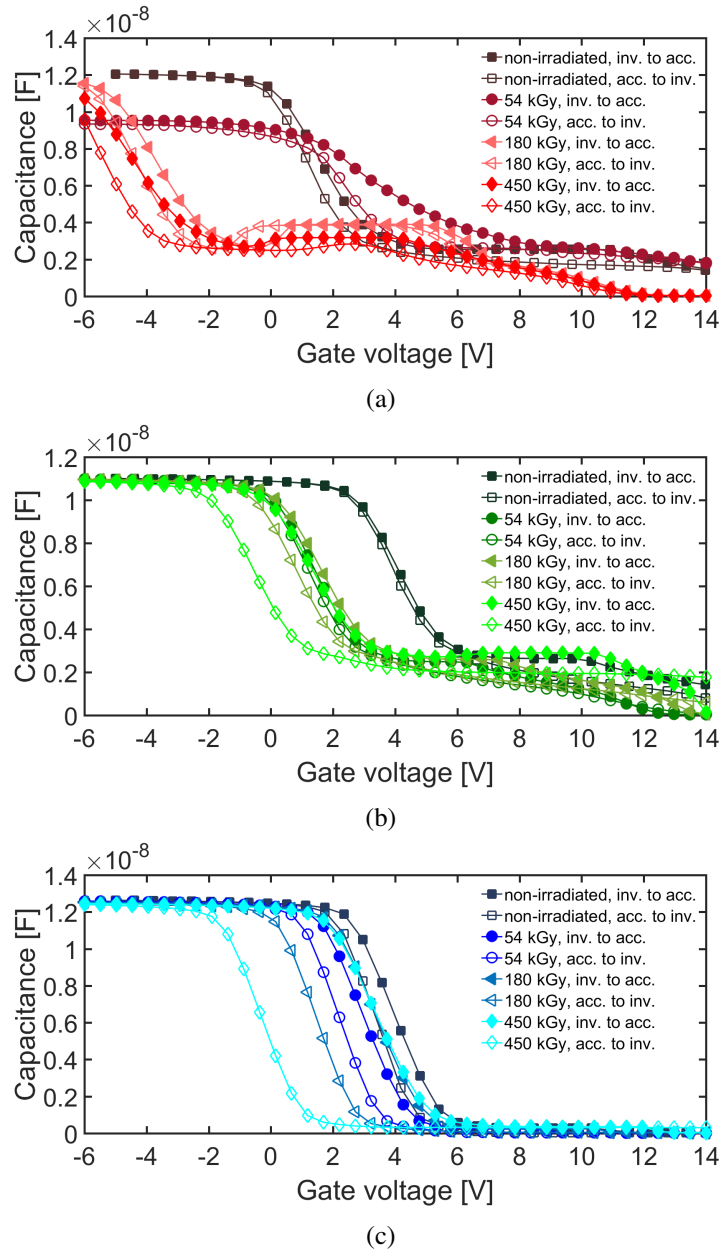 ×10⁻⁸
1.4
1.2
1
0.8
0.6
0.4
0.2
0
Capacitance [F]
non-irradiated, inv. to acc.
non-irradiated, acc. to inv.
54 kGy, inv. to acc.
54 kGy, acc. to inv.
180 kGy, inv. to acc.
180 kGy, acc. to inv.
450 kGy, inv. to acc.
450 kGy, acc. to inv.
-6 -4 -2 0 2 4 6 8 10 12 14
Gate voltage [V]
(a)
×10⁻⁸
1.2
1
0.8
0.6
0.4
0.2
0
Capacitance [F]
non-irradiated, inv. to acc.
non-irradiated, acc. to inv.
54 kGy, inv. to acc.
54 kGy, acc. to inv.
180 kGy, inv. to acc.
180 kGy, acc. to inv.
450 kGy, inv. to acc.
450 kGy, acc. to inv.
-6 -4 -2 0 2 4 6 8 10 12 14
Gate voltage [V]
(b)
×10⁻⁸
1.4
1.2
1
0.8
0.6
0.4
0.2
0
Capacitance [F]
non-irradiated, inv. to acc.
non-irradiated, acc. to inv.
54 kGy, inv. to acc.
54 kGy, acc. to inv.
180 kGy, inv. to acc.
180 kGy, acc. to inv.
450 kGy, inv. to acc.
450 kGy, acc. to inv.
-6 -4 -2 0 2 4 6 8 10 12 14
Gate voltage [V]
(c)